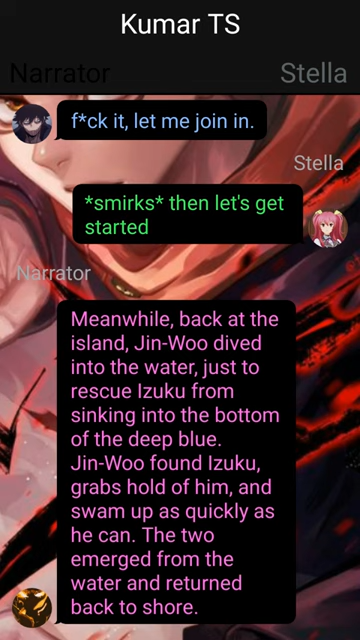 Kumar TS
Narrator
Stella
f*ck it, let me join in.
Stella
*smirks* then let's get
started
Narrator
Meanwhile, back at the
island, Jin-Woo dived
into the water, just to
rescue Izuku from
sinking into the bottom
of the deep blue.
Jin-Woo found Izuku,
grabs hold of him, and
swam up as quickly as
he can. The two
emerged from the
water and returned
back to shore.